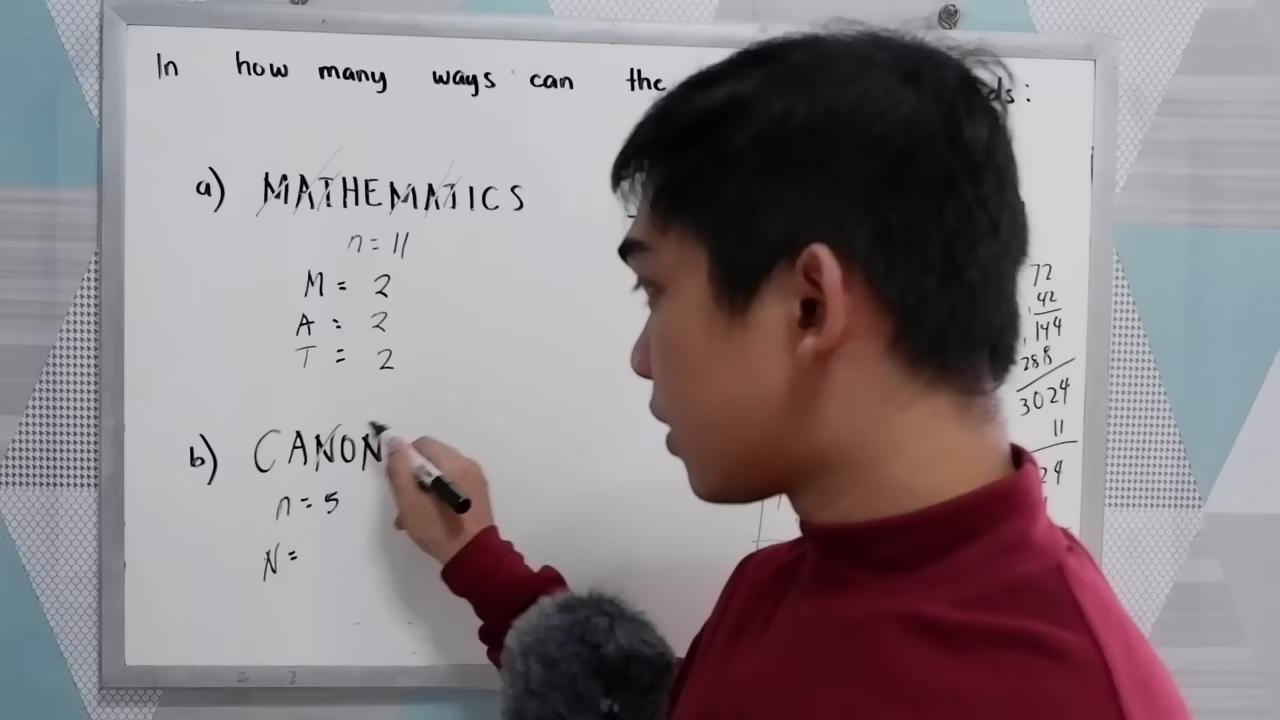 In how many ways can the ds:
a) MATHEMATICS
n = 11
M = 2
A = 2
T = 2
b) CANON
n = 5
N =
72
42
144
288
3024
11
24